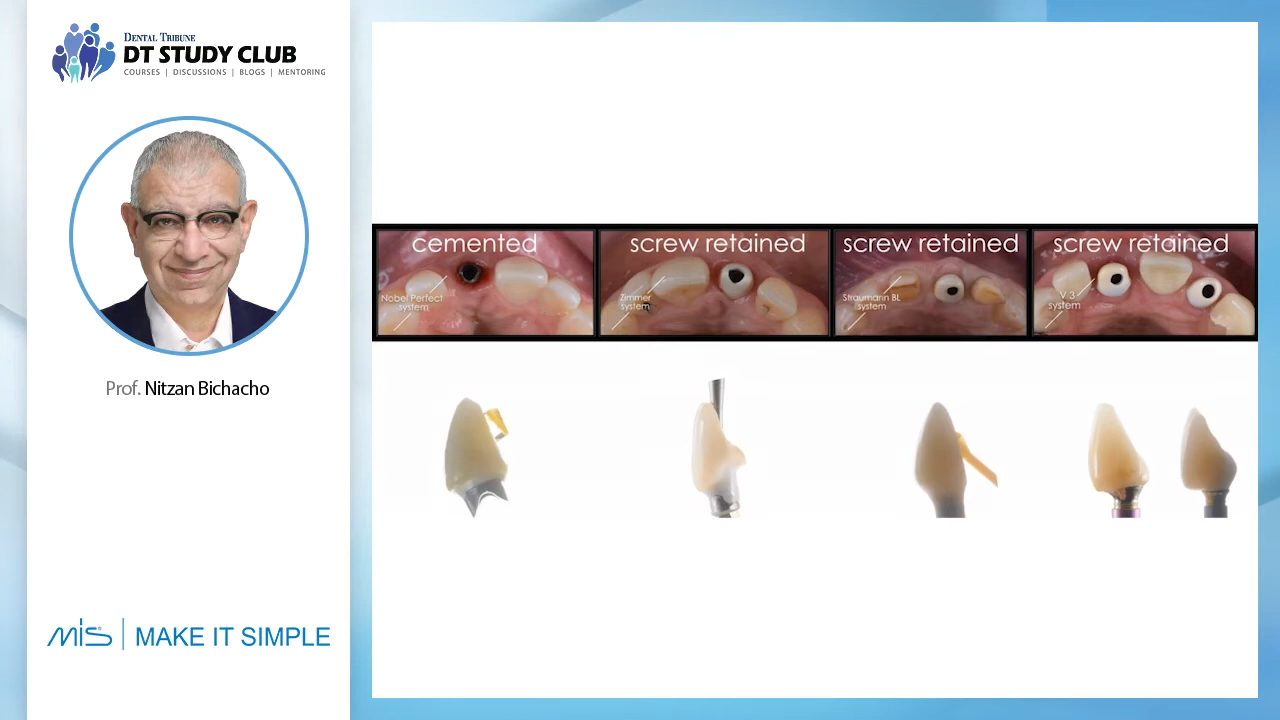 DENTAL TRIBUNE
DT STUDY CLUB
COURSES | DISCUSSIONS | BLOGS | MENTORING
Prof. Nitzan Bichacho
MIS® | MAKE IT SIMPLE
cemented
Nobel Perfect
system
screw retained
Zimmer
system
screw retained
Straumann BL
system
screw retained
V 3
system